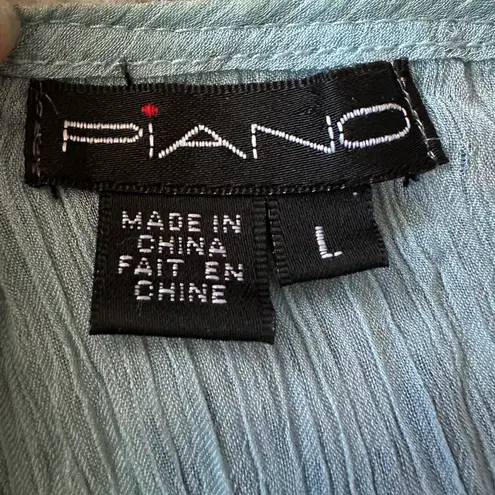 PiANO
MADE IN
CHINA
FAIT EN
CHINE
L